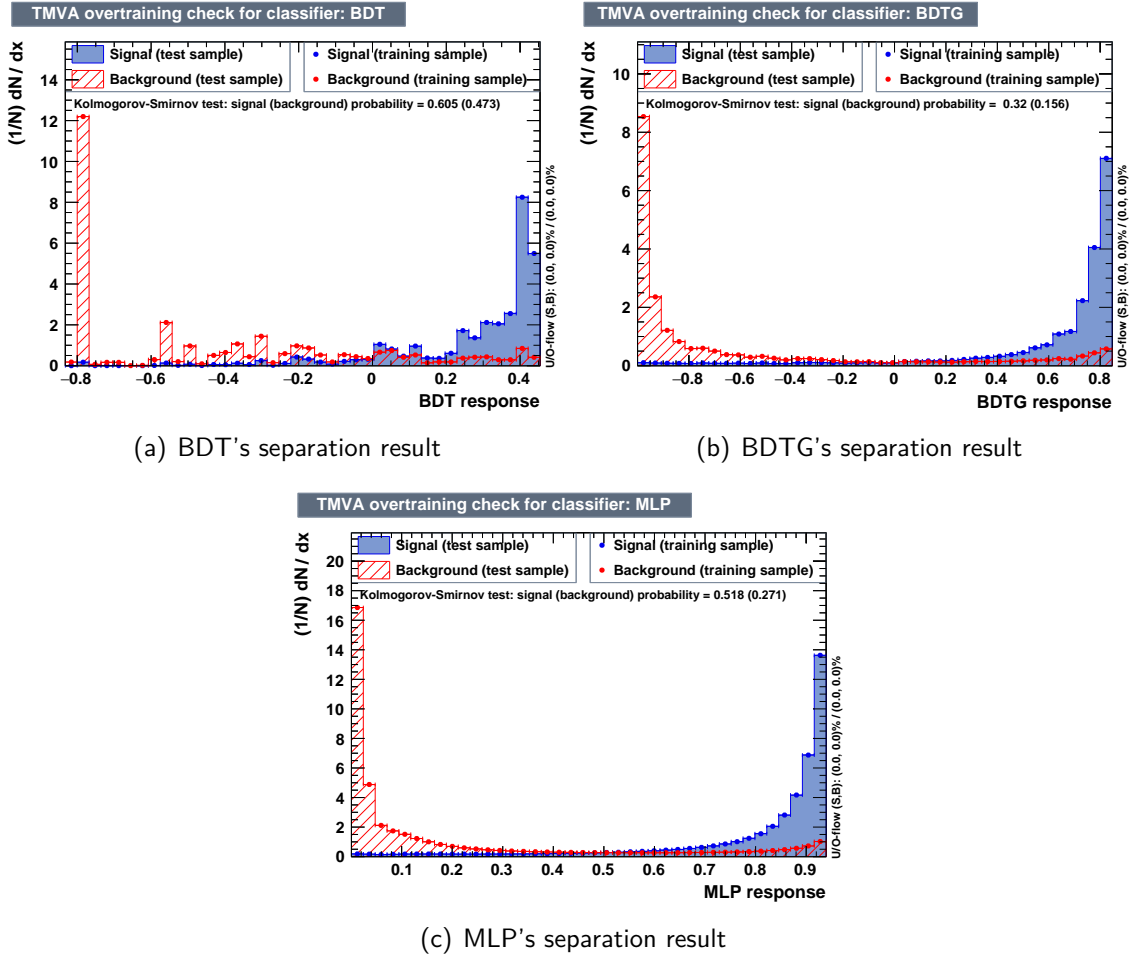 TMVA overtraining check for classifier: BDT
(1/N) dN / dx
Signal (test sample)
Background (test sample)
Signal (training sample)
Background (training sample)
Kolmogorov-Smirnov test: signal (background) probability = 0.605 (0.473)
14
12
10
8
6
4
2
0
−0.8 −0.6 −0.4 −0.2 0 0.2 0.4
BDT response
U/O-flow (S,B): (0.0, 0.0)% / (0.0, 0.0)%
(a) BDT's separation result
TMVA overtraining check for classifier: BDTG
(1/N) dN / dx
Signal (test sample)
Background (test sample)
Signal (training sample)
Background (training sample)
Kolmogorov-Smirnov test: signal (background) probability = 0.32 (0.156)
10
8
6
4
2
0
−0.8 −0.6 −0.4 −0.2 0 0.2 0.4 0.6 0.8
BDTG response
U/O-flow (S,B): (0.0, 0.0)% / (0.0, 0.0)%
(b) BDTG's separation result
TMVA overtraining check for classifier: MLP
(1/N) dN / dx
Signal (test sample)
Background (test sample)
Signal (training sample)
Background (training sample)
Kolmogorov-Smirnov test: signal (background) probability = 0.518 (0.271)
20
18
16
14
12
10
8
6
4
2
0
0.1 0.2 0.3 0.4 0.5 0.6 0.7 0.8 0.9
MLP response
U/O-flow (S,B): (0.0, 0.0)% / (0.0, 0.0)%
(c) MLP's separation result